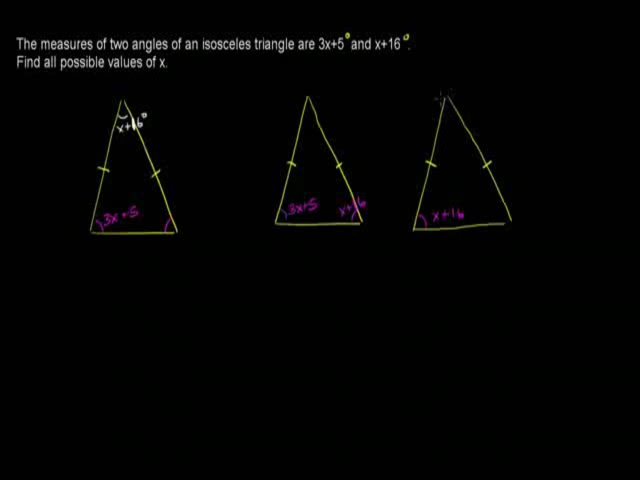 The measures of two angles of an isosceles triangle are 3x+5° and x+16°.
Find all possible values of x.
x+16°
3x+5
3x+5
x+16
x+16